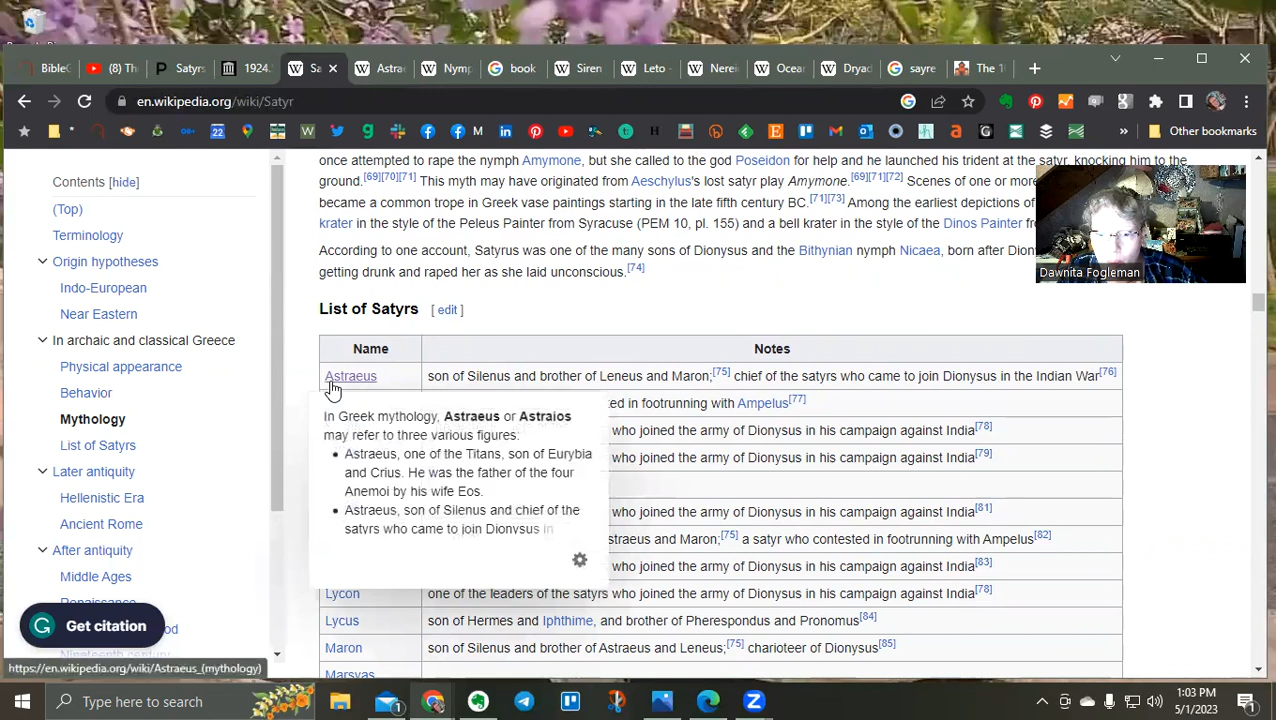 BibleG
(8) Th
Satyrs
1924.
Sa
Astrae
Nymp
book
Siren
Leto -
Nerei
Ocea
Dryad
sayre
The 10
en.wikipedia.org/wiki/Satyr
22
M
Other bookmarks
Contents [hide]
(Top)
Terminology
Origin hypotheses
Indo-European
Near Eastern
In archaic and classical Greece
Physical appearance
Behavior
Mythology
List of Satyrs
Later antiquity
Hellenistic Era
Ancient Rome
After antiquity
Middle Ages
Get citation
https://en.wikipedia.org/wiki/Astraeus_(mythology)
once attempted to rape the nymph Amymone, but she called to the god Poseidon for help and he launched his trident at the satyr, knocking him to the
ground.[69][70][71] This myth may have originated from Aeschylus's lost satyr play Amymone.[69][71][72] Scenes of one or more
became a common trope in Greek vase paintings starting in the late fifth century BC.[71][73] Among the earliest depictions of
krater in the style of the Peleus Painter from Syracuse (PEM 10, pl. 155) and a bell krater in the style of the Dinos Painter f
According to one account, Satyrus was one of the many sons of Dionysus and the Bithynian nymph Nicaea, born after Dion
getting drunk and raped her as she laid unconscious.[74]
Dawnita Fogleman
List of Satyrs [ edit ]
Name Notes
Astraeus son of Silenus and brother of Leneus and Maron;[75] chief of the satyrs who came to join Dionysus in the Indian War[76]
ted in footrunning with Ampelus[77]
who joined the army of Dionysus in his campaign against India[78]
who joined the army of Dionysus in his campaign against India[79]
who joined the army of Dionysus in his campaign against India[81]
straeus and Maron;[75] a satyr who contested in footrunning with Ampelus[82]
who joined the army of Dionysus in his campaign against India[83]
Lycon one of the leaders of the satyrs who joined the army of Dionysus in his campaign against India[78]
Lycus son of Hermes and Iphthime, and brother of Pherespondus and Pronomus[84]
Maron son of Silenus and brother of Astraeus and Leneus;[75] charioteer of Dionysus[85]
Marsyas
In Greek mythology, Astraeus or Astraios
may refer to three various figures:
Astraeus, one of the Titans, son of Eurybia
and Crius. He was the father of the four
Anemoi by his wife Eos.
Astraeus, son of Silenus and chief of the
satyrs who came to join Dionysus in
Type here to search
1:03 PM
5/1/2023